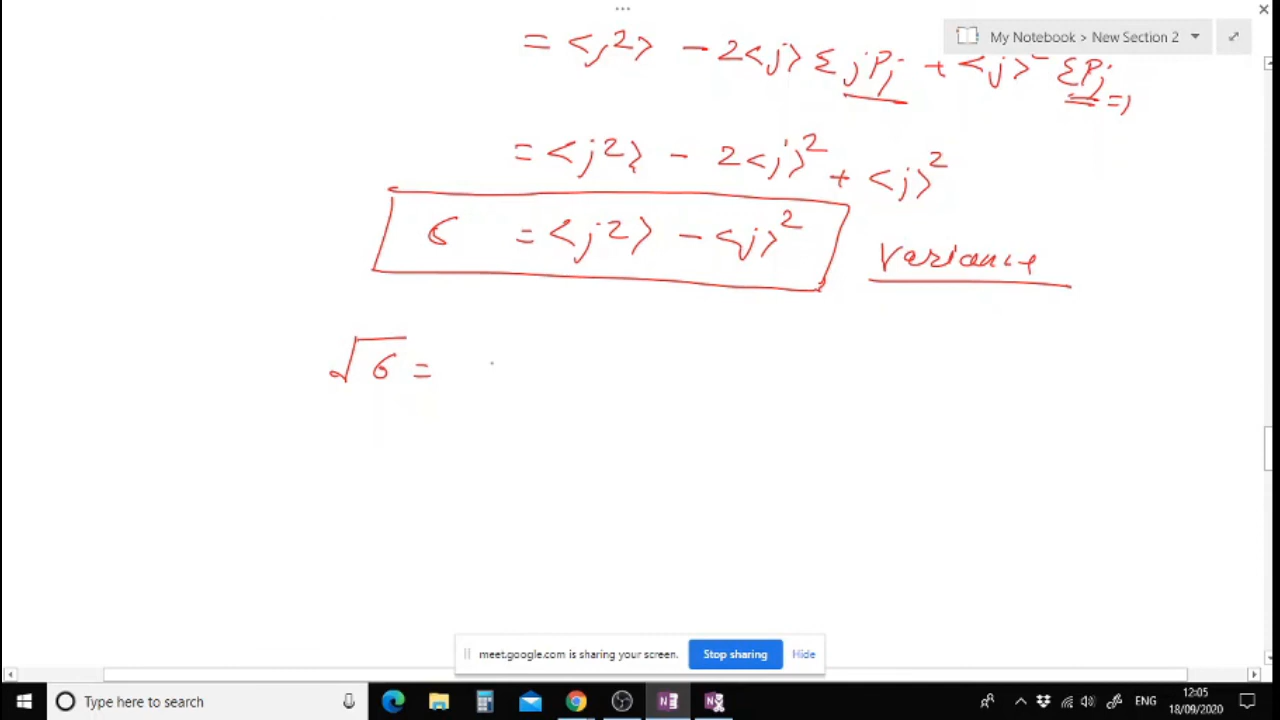 ...
= <j²> - 2<j> Σ jPj + <j>² ΣPj =1
My Notebook > New Section 2
= <j²> - 2<j>² + <j>²
σ = <j²> - <j>²
Variance
√σ =
meet.google.com is sharing your screen.
Stop sharing
Hide
Type here to search
ENG
12:05
18/09/2020